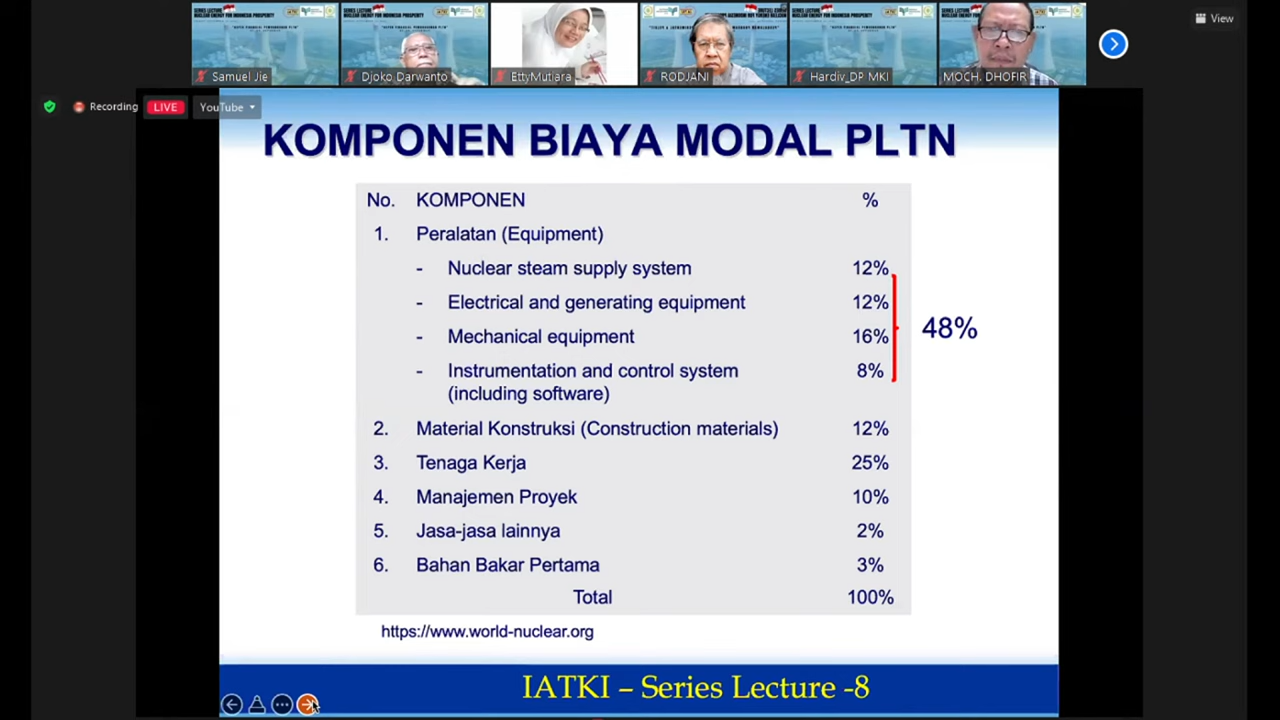 Samuel Jie
Djoko Darwanto
EttyMutiara
RODJANI
Hardiv_DP MKI
MOCH. DHOFIR
View
Recording
LIVE
YouTube
KOMPONEN BIAYA MODAL PLTN
No. KOMPONEN %
1. Peralatan (Equipment)
- Nuclear steam supply system 12%
- Electrical and generating equipment 12%
- Mechanical equipment 16%
48%
- Instrumentation and control system 8%
(including software)
2. Material Konstruksi (Construction materials) 12%
3. Tenaga Kerja 25%
4. Manajemen Proyek 10%
5. Jasa-jasa lainnya 2%
6. Bahan Bakar Pertama 3%
Total 100%
https://www.world-nuclear.org
IATKI – Series Lecture -8